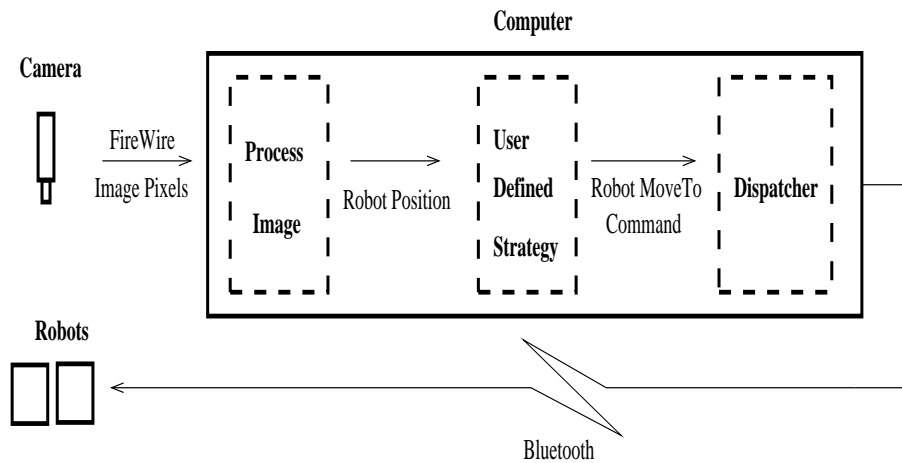 Computer
Camera
FireWire
Image Pixels
Process
Image
Robot Position
User
Defined
Strategy
Robot MoveTo
Command
Dispatcher
Robots
Bluetooth